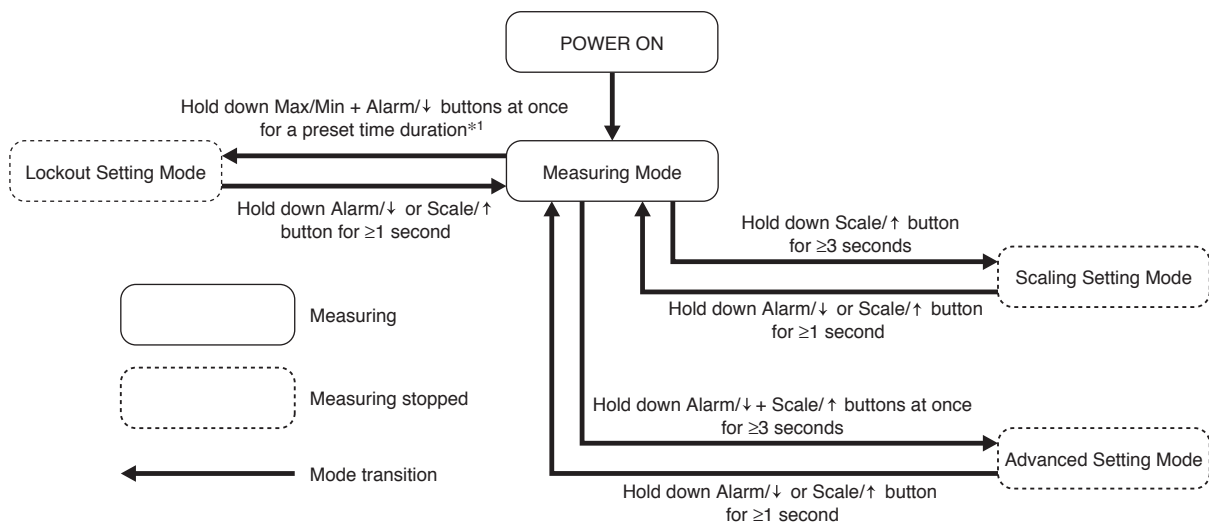 POWER ON
Hold down Max/Min + Alarm/↓ buttons at once
for a preset time duration*1
Lockout Setting Mode
Measuring Mode
Hold down Alarm/↓ or Scale/↑
button for ≥1 second
Hold down Scale/↑ button
for ≥3 seconds
Scaling Setting Mode
Hold down Alarm/↓ or Scale/↑ button
for ≥1 second
Measuring
Measuring stopped
Hold down Alarm/↓+ Scale/↑ buttons at once
for ≥3 seconds
Advanced Setting Mode
Mode transition
Hold down Alarm/↓ or Scale/↑ button
for ≥1 second